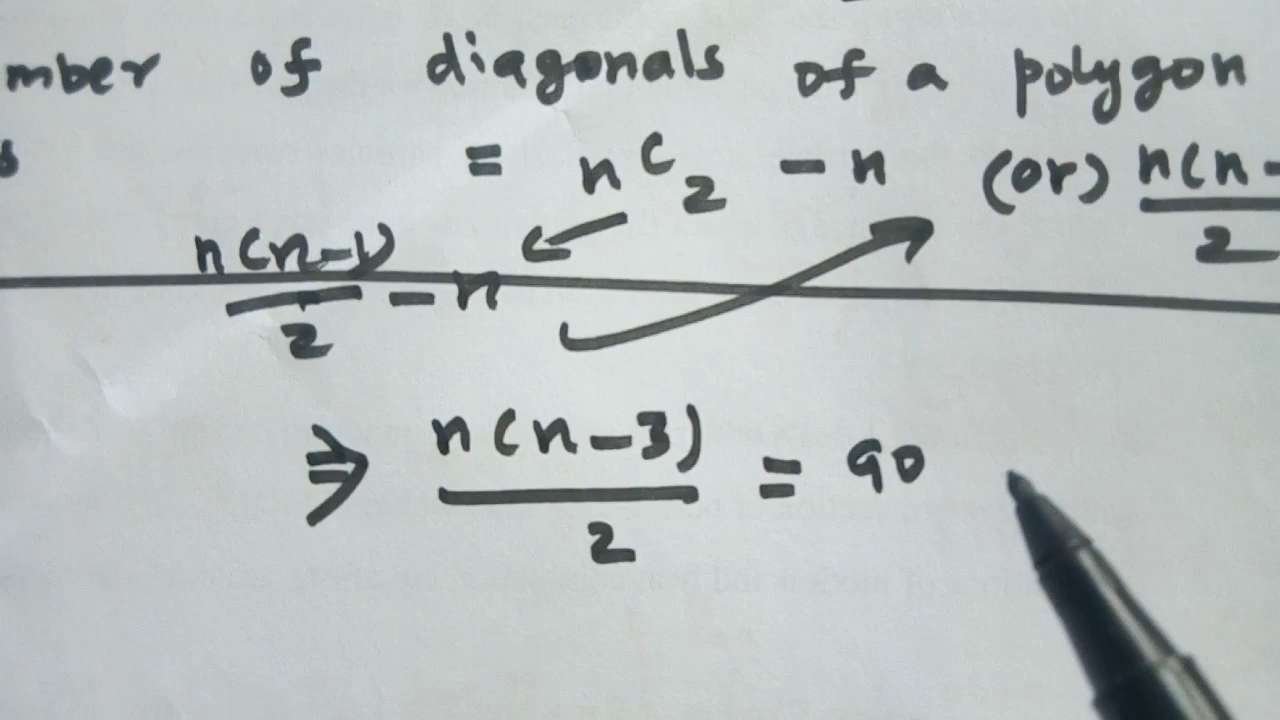 mber of diagonals of a polygon
s = nC2 - n (or) n(n-/2
n(n-1)/2 - n
⇒ n(n-3)/2 = 90